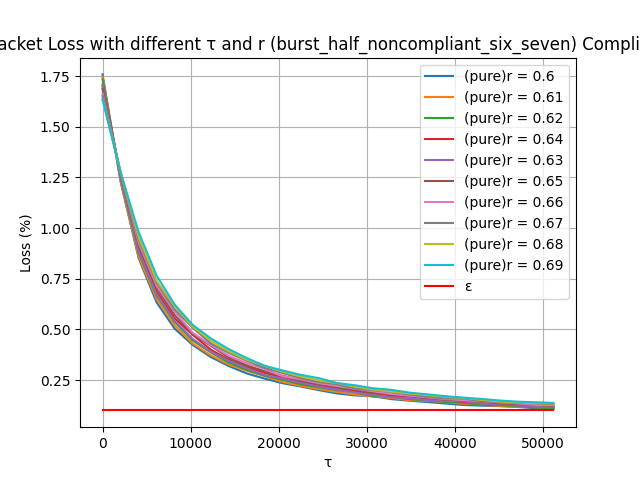 acket Loss with different τ and r (burst_half_noncompliant_six_seven) Compli
1.75
1.50
1.25
1.00
0.75
0.50
0.25
Loss (%)
(pure)r = 0.6
(pure)r = 0.61
(pure)r = 0.62
(pure)r = 0.64
(pure)r = 0.63
(pure)r = 0.65
(pure)r = 0.66
(pure)r = 0.67
(pure)r = 0.68
(pure)r = 0.69
ε
0 10000 20000 30000 40000 50000
τ